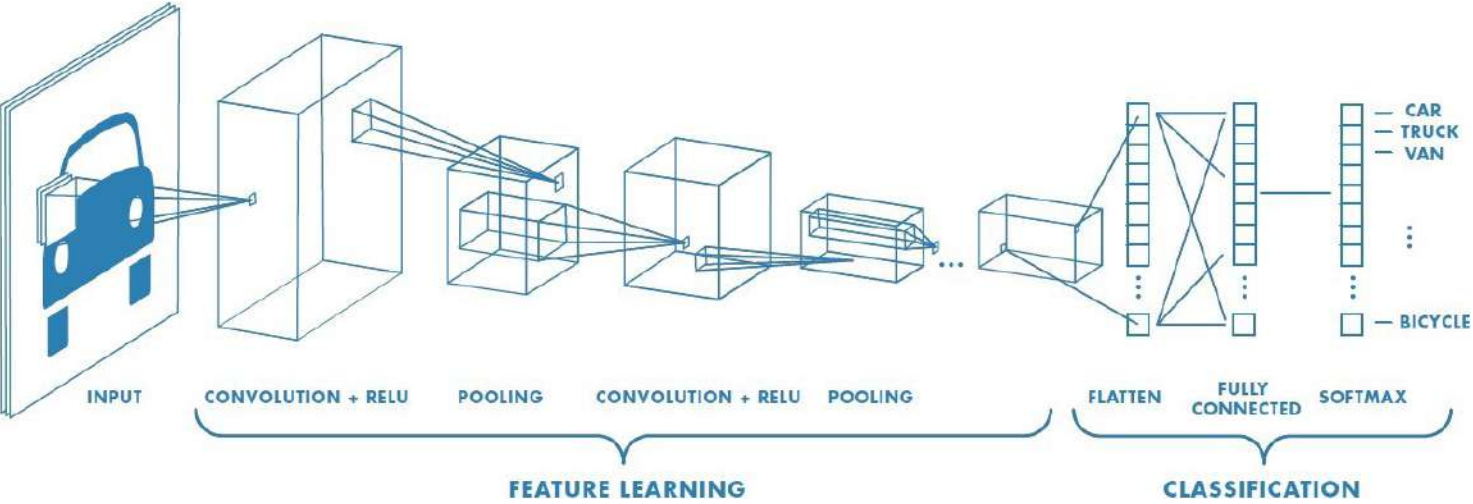 CAR
TRUCK
VAN
BICYCLE
INPUT
CONVOLUTION + RELU
POOLING
CONVOLUTION + RELU
POOLING
FLATTEN
FULLY
CONNECTED
SOFTMAX
FEATURE LEARNING
CLASSIFICATION